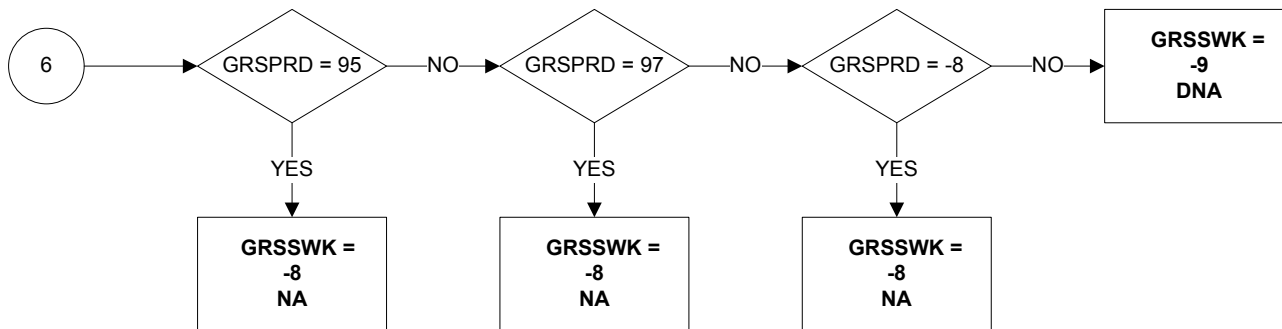 6
GRSPRD = 95
NO
GRSPRD = 97
NO
GRSPRD = -8
NO
GRSSWK =
-9
DNA
YES
YES
YES
GRSSWK =
-8
NA
GRSSWK =
-8
NA
GRSSWK =
-8
NA